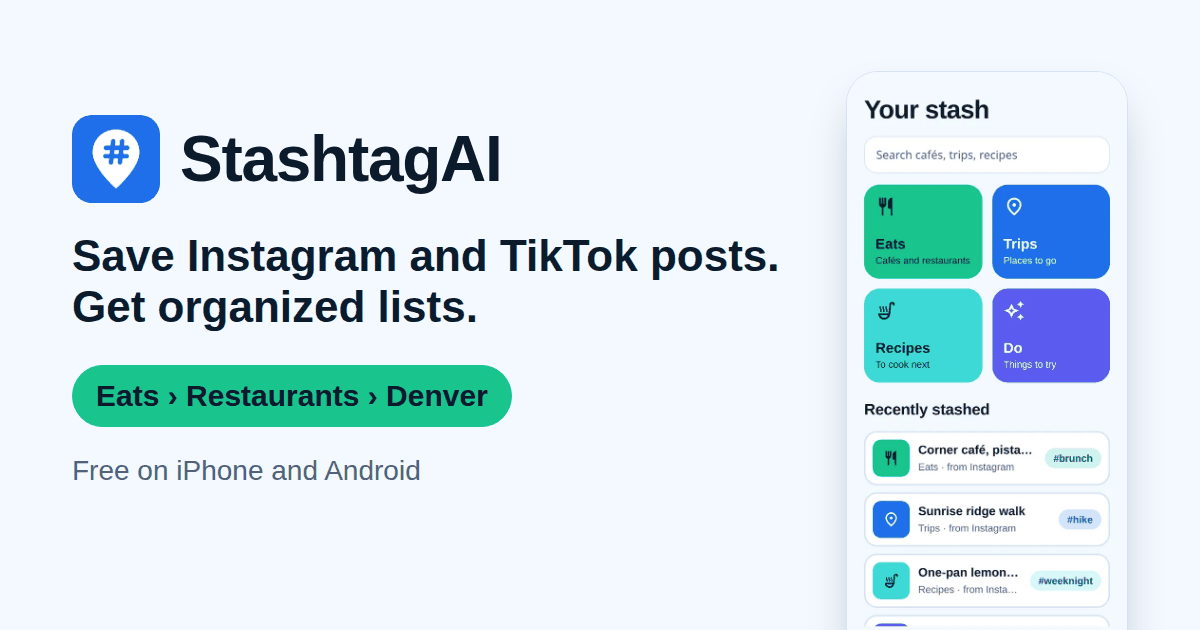 #
StashtagAI
Save Instagram and TikTok posts.
Get organized lists.
Eats › Restaurants › Denver
Free on iPhone and Android
Your stash
Search cafés, trips, recipes
Eats
Cafés and restaurants
Trips
Places to go
Recipes
To cook next
Do
Things to try
Recently stashed
Corner café, pista...
Eats · from Instagram
#brunch
Sunrise ridge walk
Trips · from Instagram
#hike
One-pan lemon...
Recipes · from Insta...
#weeknight